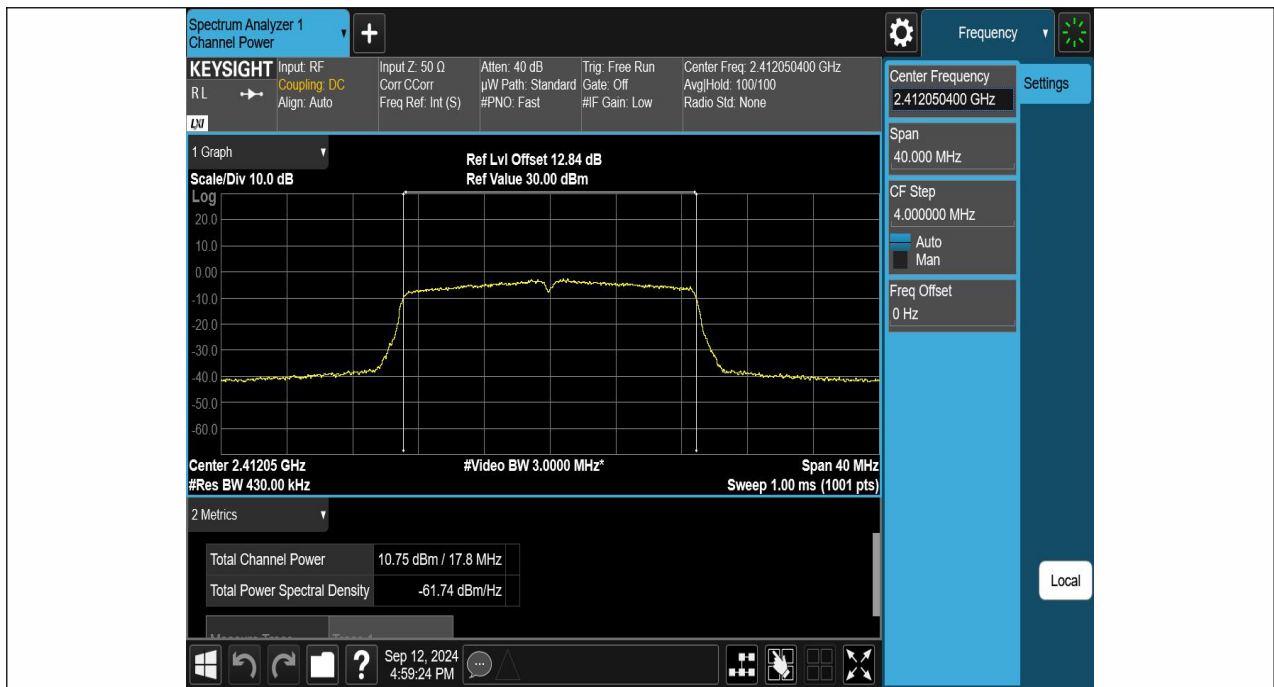 Spectrum Analyzer 1
Channel Power
Frequency
KEYSIGHT
R L
LXI
Input: RF
Coupling: DC
Align: Auto
Input Z: 50 Ω
Corr CCorr
Freq Ref: Int (S)
Atten: 40 dB
µW Path: Standard
#PNO: Fast
Trig: Free Run
Gate: Off
#IF Gain: Low
Center Freq: 2.412050400 GHz
Avg|Hold: 100/100
Radio Std: None
Center Frequency
2.412050400 GHz
Settings
Span
40.000 MHz
CF Step
4.000000 MHz
Auto
Man
Freq Offset
0 Hz
Local
1 Graph
Scale/Div 10.0 dB
Ref Lvl Offset 12.84 dB
Ref Value 30.00 dBm
Log
20.0
10.0
0.00
-10.0
-20.0
-30.0
-40.0
-50.0
-60.0
Center 2.41205 GHz
#Video BW 3.0000 MHz*
Span 40 MHz
#Res BW 430.00 kHz
Sweep 1.00 ms (1001 pts)
2 Metrics
Total Channel Power 10.75 dBm / 17.8 MHz
Total Power Spectral Density -61.74 dBm/Hz
?
Sep 12, 2024
4:59:24 PM